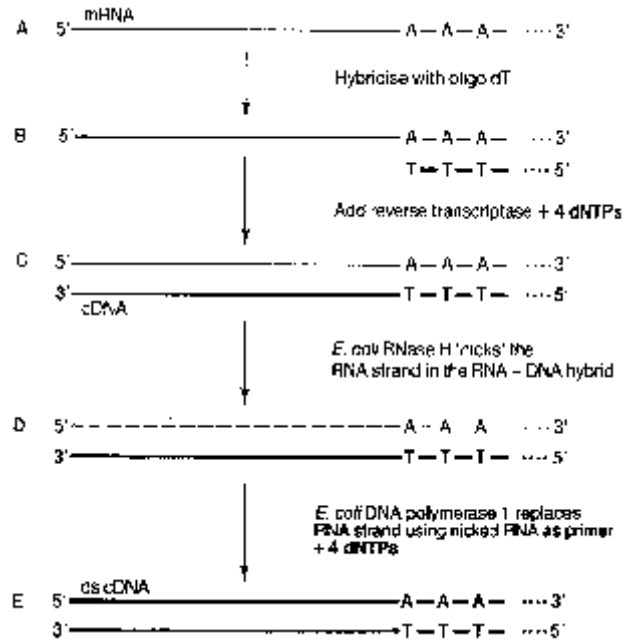 mRNA
A 5' A – A – A – ···· 3'
Hybridise with oligo dT
B 5' A – A – A – ···· 3'
T – T – T – ···· 5'
Add reverse transcriptase + 4 dNTPs
C 5' A – A – A – ···· 3'
3' T – T – T – ···· 5'
cDNA
E. coli RNase H 'nicks' the
RNA strand in the RNA – DNA hybrid
D 5' A – A A ···· 3'
3' T – T – T – ···· 5'
E. coli DNA polymerase 1 replaces
RNA strand using nicked RNA as primer
+ 4 dNTPs
ds cDNA
E 5' A – A – A – ···· 3'
3' T – T – T – ···· 5'